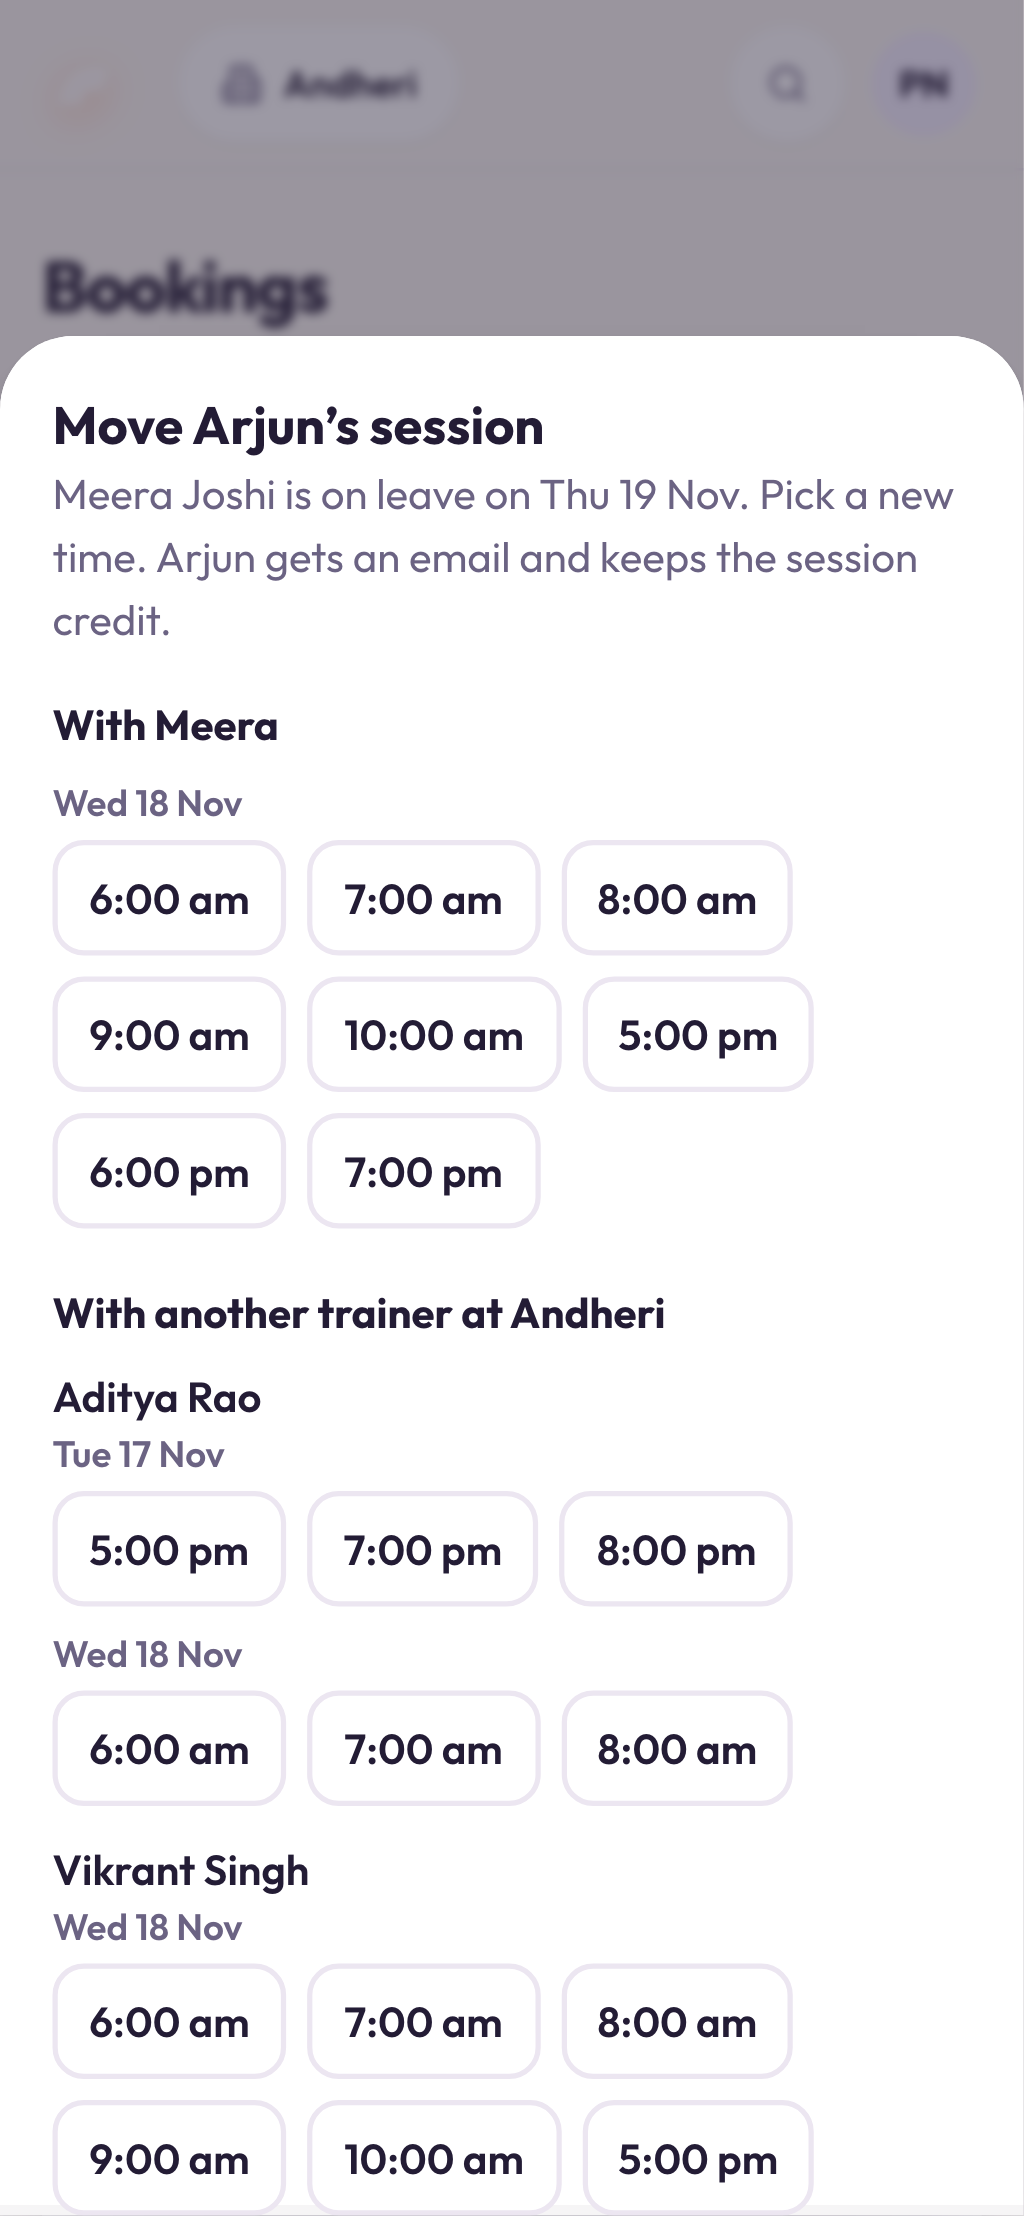 Andheri
PN
Bookings
Move Arjun’s session
Meera Joshi is on leave on Thu 19 Nov. Pick a new
time. Arjun gets an email and keeps the session
credit.
With Meera
Wed 18 Nov
6:00 am
7:00 am
8:00 am
9:00 am
10:00 am
5:00 pm
6:00 pm
7:00 pm
With another trainer at Andheri
Aditya Rao
Tue 17 Nov
5:00 pm
7:00 pm
8:00 pm
Wed 18 Nov
6:00 am
7:00 am
8:00 am
Vikrant Singh
Wed 18 Nov
6:00 am
7:00 am
8:00 am
9:00 am
10:00 am
5:00 pm